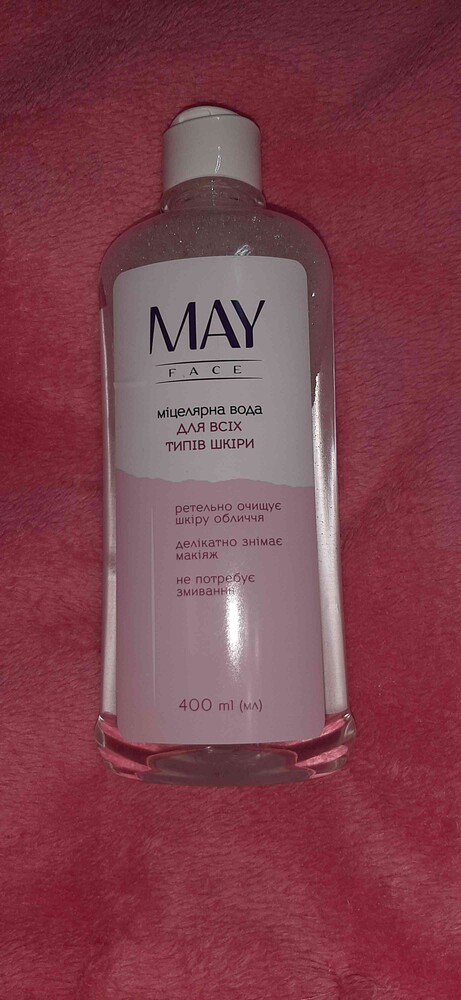 MAY
FACE
міцелярна вода
ДЛЯ ВСІХ
ТИПІВ ШКІРИ
ретельно очищує
шкіру обличчя
делікатно знімає
макіяж
не потребує
змивання
400 ml (мл)